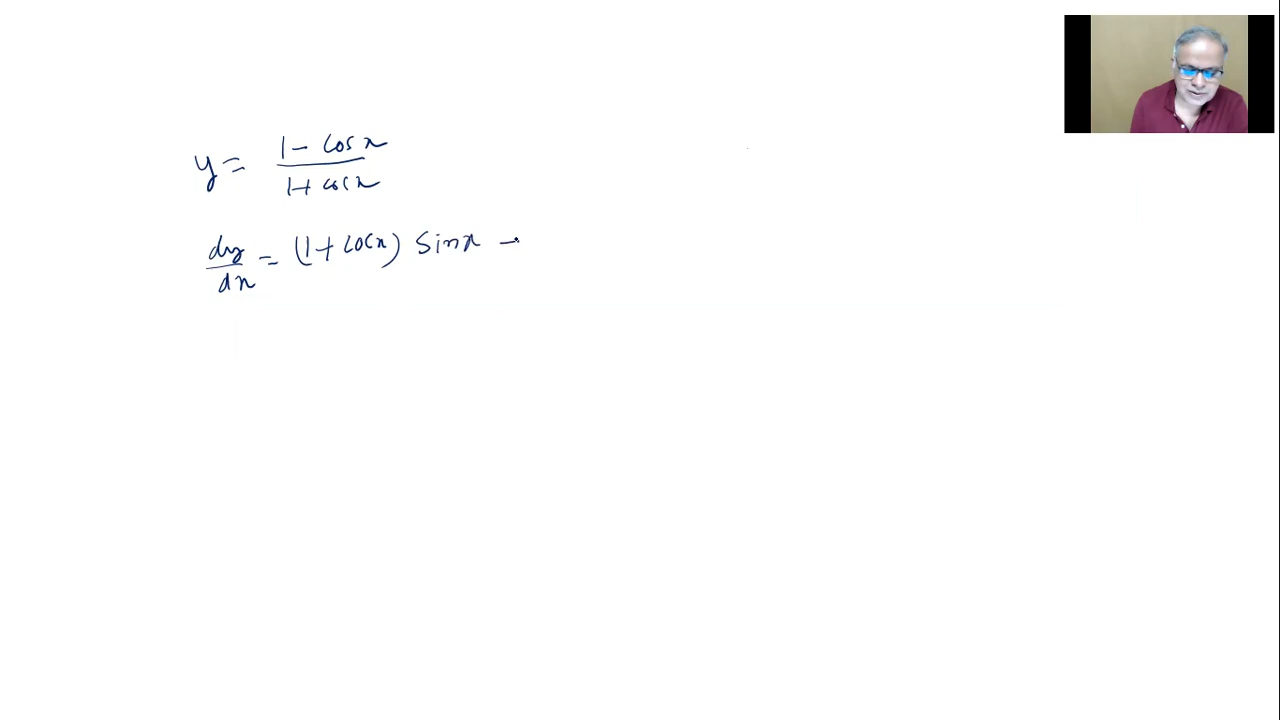 y = (1 - cos x)/(1 + cos x)
dy/dx = (1 + cos x) sin x -